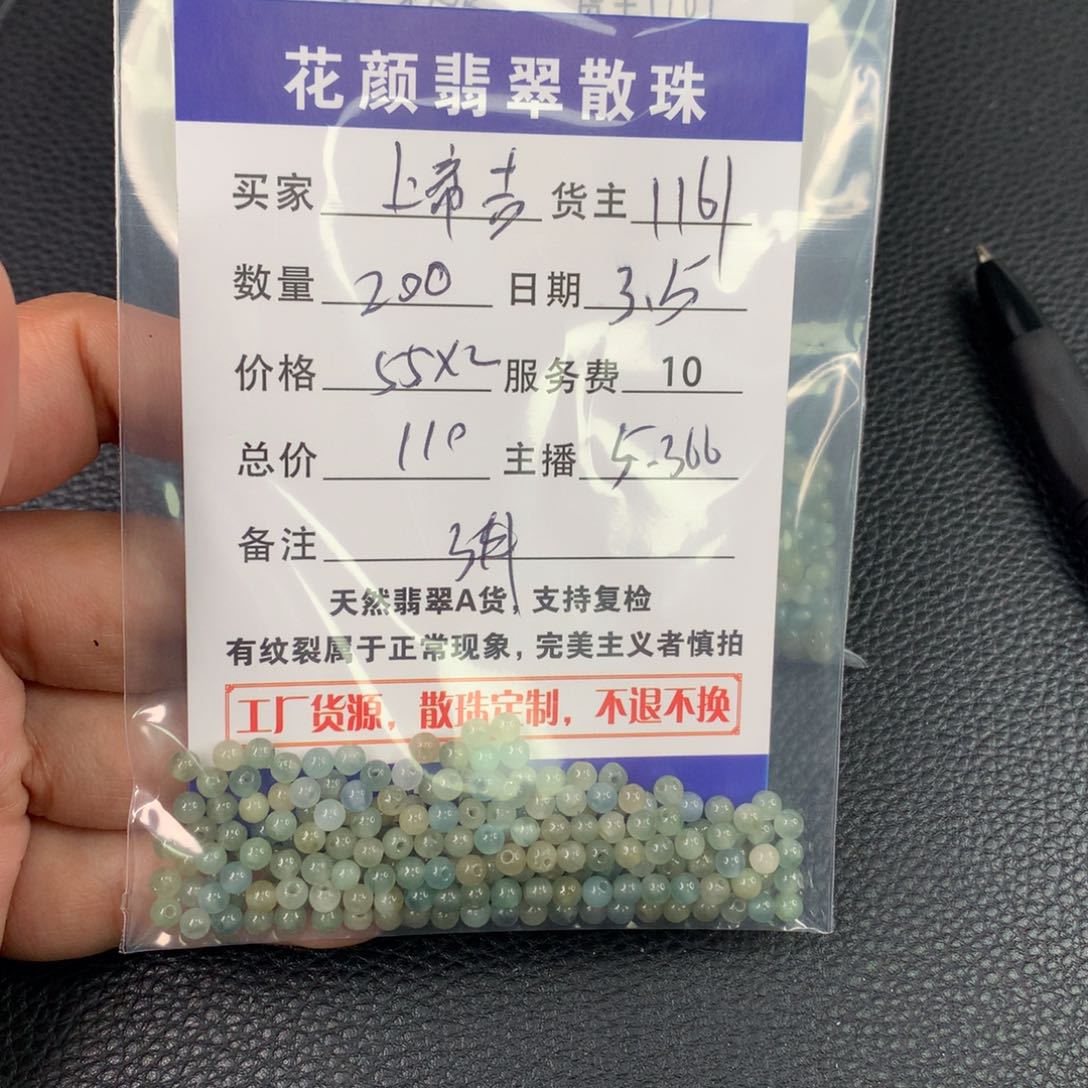 花颜翡翠散珠
买家 上帝吉 货主 1161
数量 200 日期 3.5
价格 55X2 服务费 10
总价 110 主播 5-366
备注
天然翡翠A货，支持复检
有纹裂属于正常现象，完美主义者慎拍
工厂货源，散珠定制，不退不换